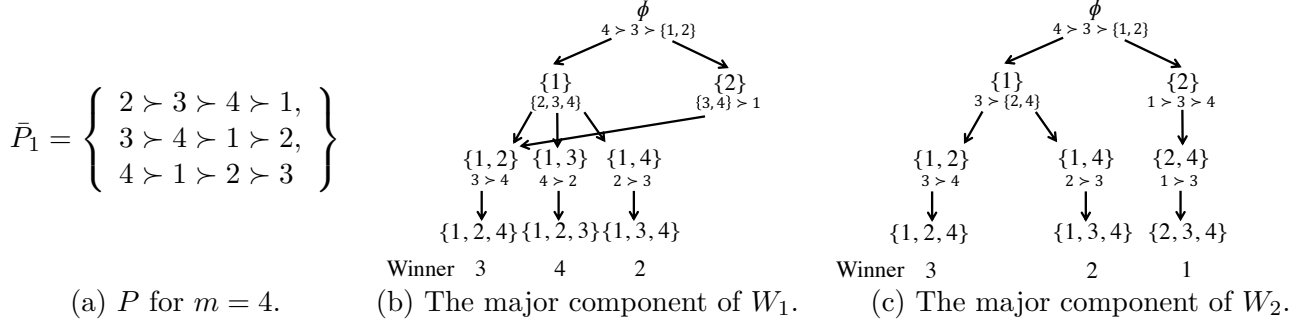 P̄₁ = { 2 ≻ 3 ≻ 4 ≻ 1,
3 ≻ 4 ≻ 1 ≻ 2,
4 ≻ 1 ≻ 2 ≻ 3 }
(a) P for m = 4.
ϕ
4 ≻ 3 ≻ {1, 2}
{1} {2}
{2, 3, 4} {3, 4} ≻ 1
{1, 2} {1, 3} {1, 4}
3 ≻ 4 4 ≻ 2 2 ≻ 3
{1, 2, 4} {1, 2, 3} {1, 3, 4}
Winner 3 4 2
(b) The major component of W₁.
ϕ
4 ≻ 3 ≻ {1, 2}
{1} {2}
3 ≻ {2, 4} 1 ≻ 3 ≻ 4
{1, 2} {1, 4} {2, 4}
3 ≻ 4 2 ≻ 3 1 ≻ 3
{1, 2, 4} {1, 3, 4} {2, 3, 4}
Winner 3 2 1
(c) The major component of W₂.